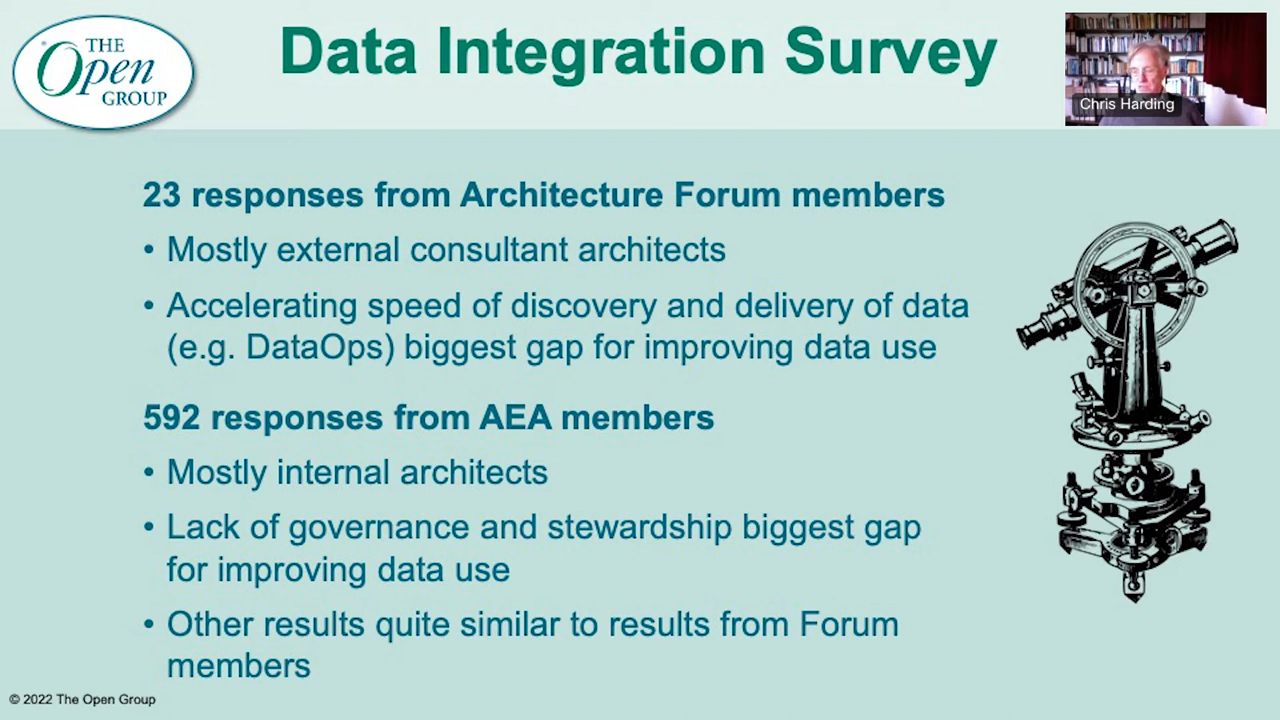 THE
Open
GROUP
Data Integration Survey
Chris Harding
23 responses from Architecture Forum members
• Mostly external consultant architects
• Accelerating speed of discovery and delivery of data
(e.g. DataOps) biggest gap for improving data use
592 responses from AEA members
• Mostly internal architects
• Lack of governance and stewardship biggest gap
for improving data use
• Other results quite similar to results from Forum
members
© 2022 The Open Group